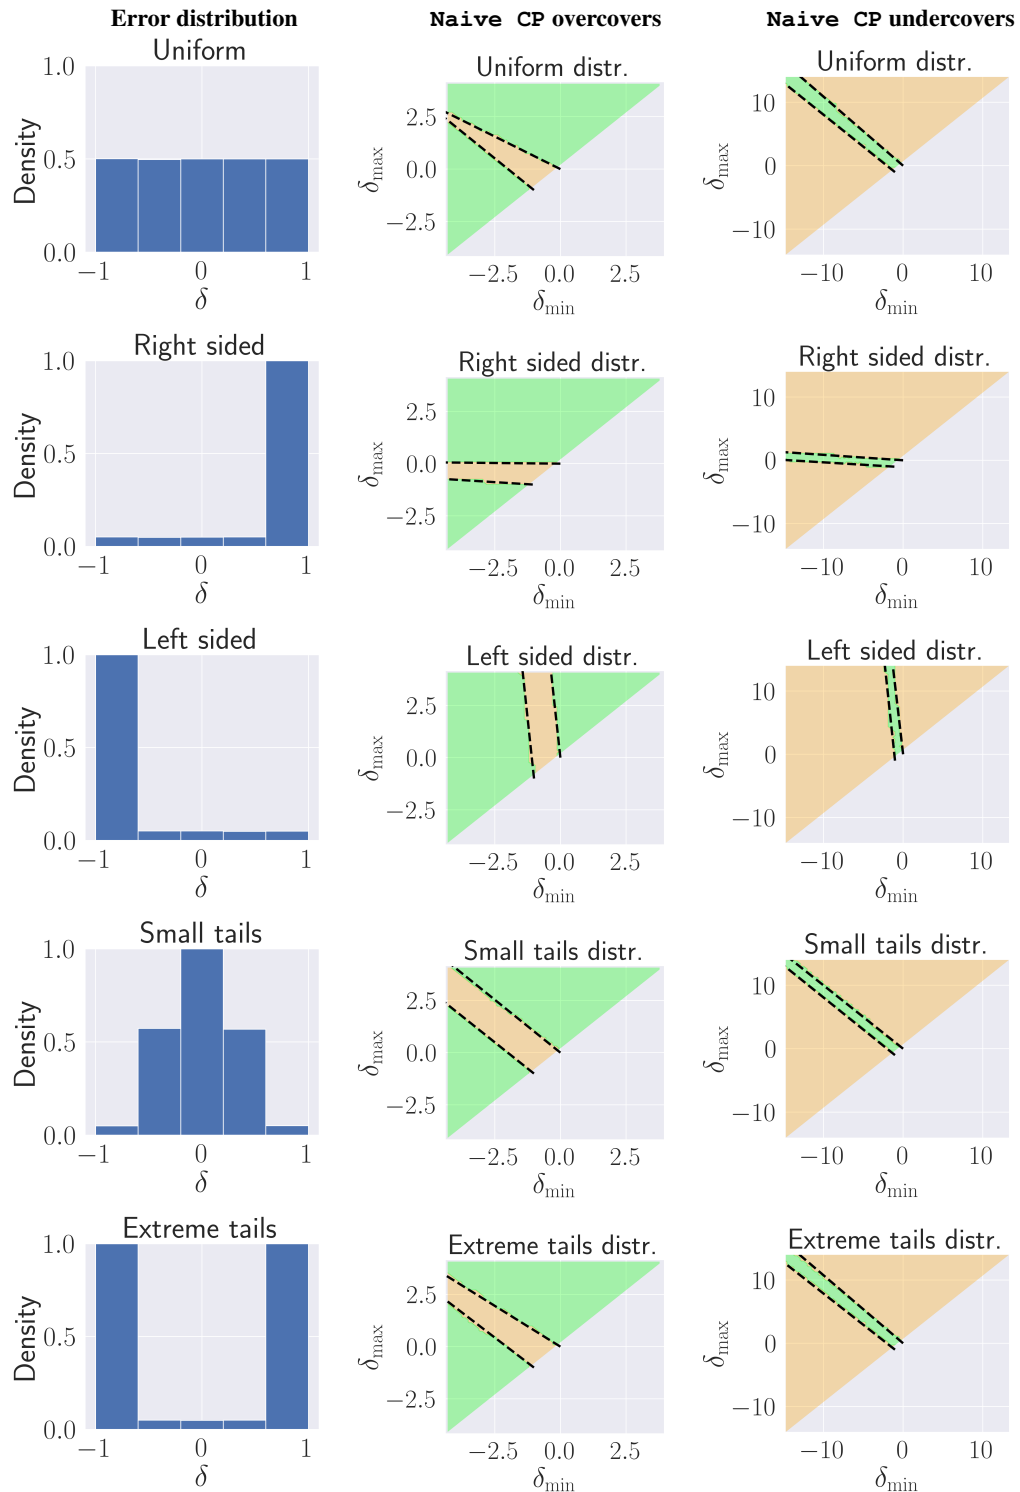 Error distribution
Naive CP overcovers
Naive CP undercovers
Uniform
1.0
0.5
0.0
Density
−1 0 1
δ
Uniform distr.
2.5
0.0
−2.5
δmax
−2.5 0.0 2.5
δmin
Uniform distr.
10
0
−10
δmax
−10 0 10
δmin
Right sided
1.0
0.5
0.0
Density
−1 0 1
δ
Right sided distr.
2.5
0.0
−2.5
δmax
−2.5 0.0 2.5
δmin
Right sided distr.
10
0
−10
δmax
−10 0 10
δmin
Left sided
1.0
0.5
0.0
Density
−1 0 1
δ
Left sided distr.
2.5
0.0
−2.5
δmax
−2.5 0.0 2.5
δmin
Left sided distr.
10
0
−10
δmax
−10 0 10
δmin
Small tails
1.0
0.5
0.0
Density
−1 0 1
δ
Small tails distr.
2.5
0.0
−2.5
δmax
−2.5 0.0 2.5
δmin
Small tails distr.
10
0
−10
δmax
−10 0 10
δmin
Extreme tails
1.0
0.5
0.0
Density
−1 0 1
δ
Extreme tails distr.
2.5
0.0
−2.5
δmax
−2.5 0.0 2.5
δmin
Extreme tails distr.
10
0
−10
δmax
−10 0 10
δmin